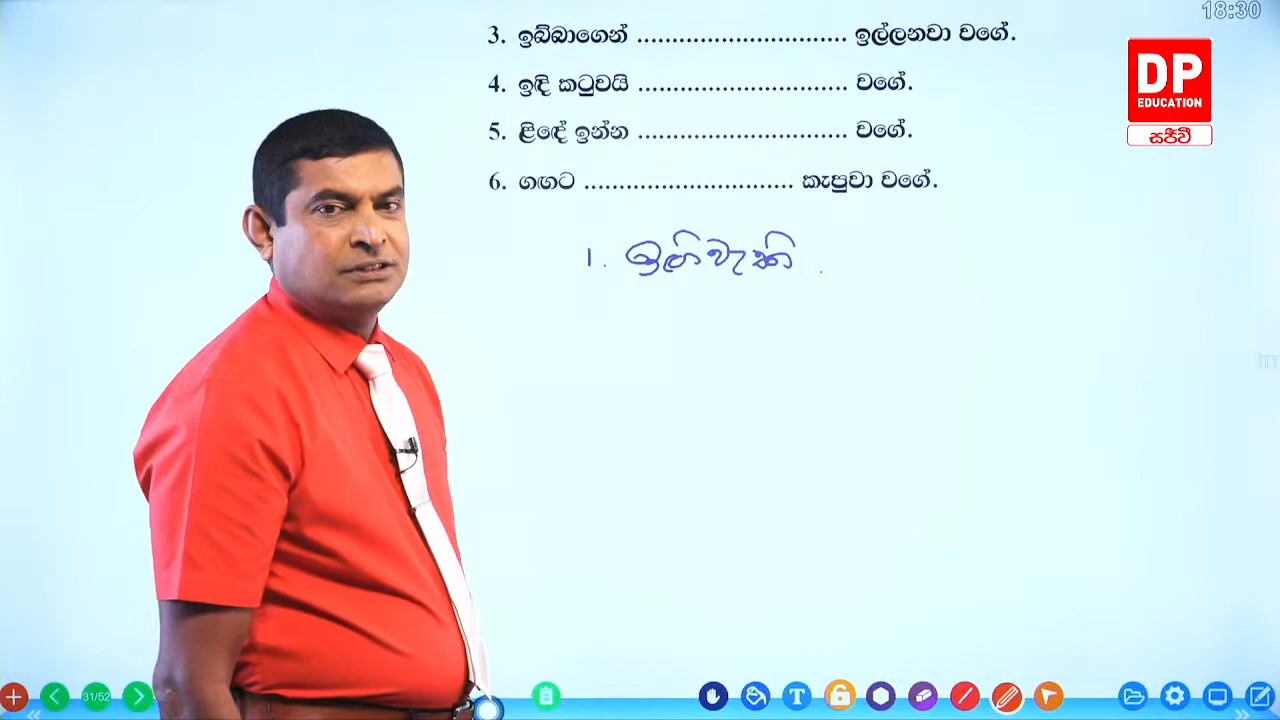 18:30
3. ඉබ්බාගෙන් .............................. ඉල්ලනවා වගේ.
DP
EDUCATION
සජීවී
4. ඉඳි කටුවයි .............................. වගේ.
5. ළිඳේ ඉන්න .............................. වගේ.
6. ගඟට .............................. කැපුවා වගේ.
1. ඉඟිවැකි
31/52